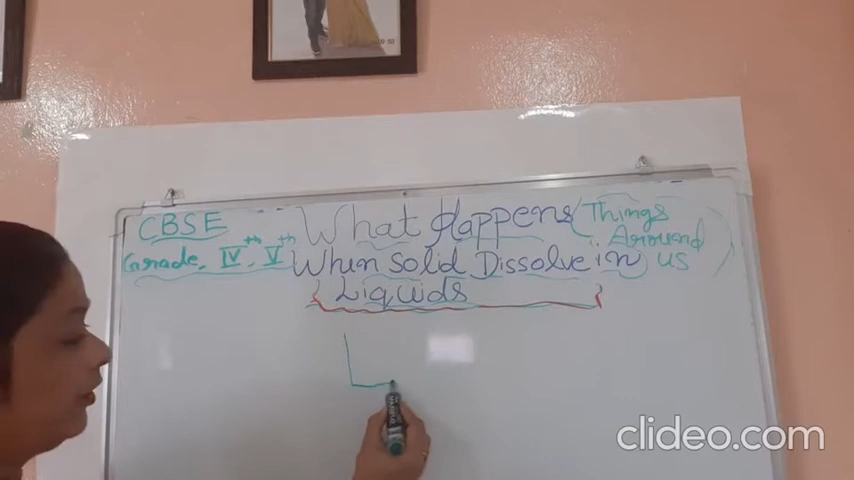 CBSE What Happens (Things
Grade, IVth, Vth When Solid Dissolve in Around us)
Liquids
clideo.com